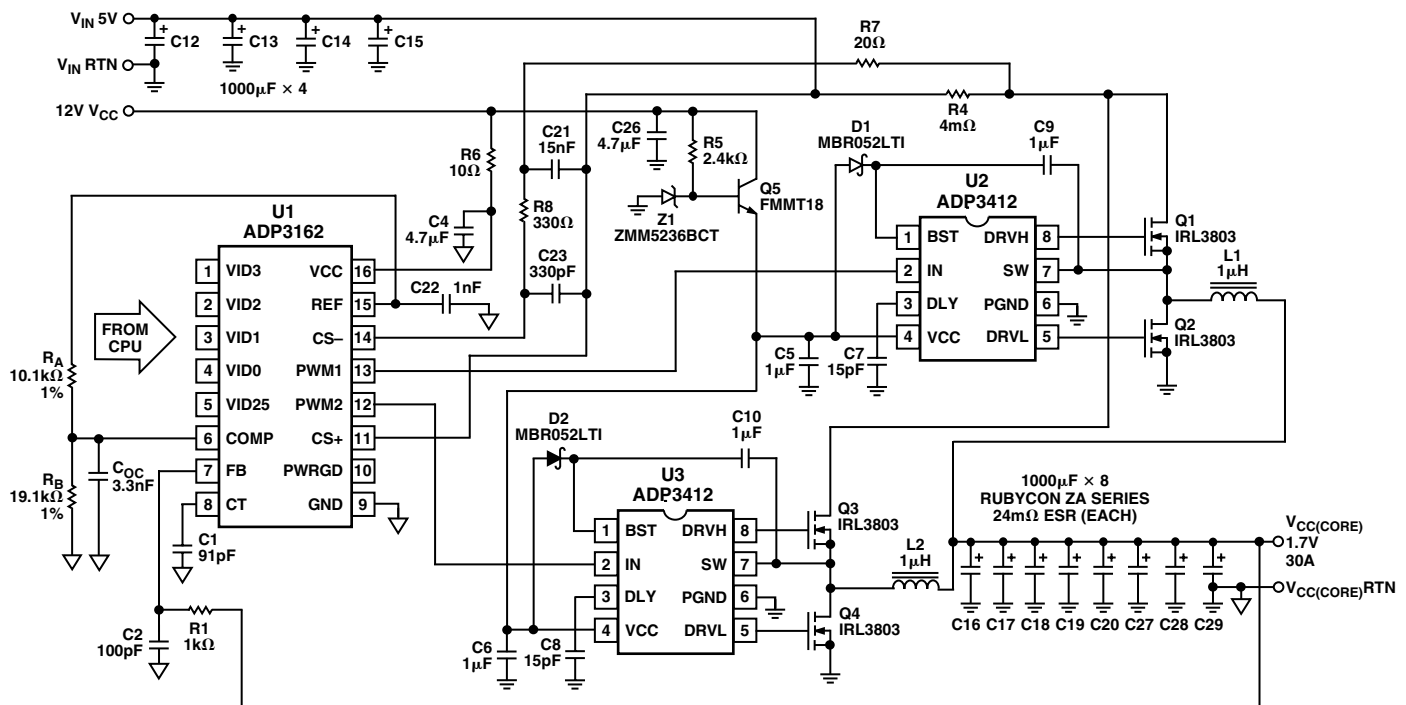 VIN 5V
C12
C13
C14
C15
VIN RTN
1000μF × 4
12V VCC
R7
20Ω
R4
4mΩ
R6
10Ω
C21
15nF
C26
4.7μF
R5
2.4kΩ
D1
MBR052LTI
C9
1μF
Q5
FMMT18
Z1
ZMM5236BCT
R8
330Ω
C4
4.7μF
C23
330pF
C22
1nF
U1
ADP3162
FROM
CPU
1 VID3 VCC 16
2 VID2 REF 15
3 VID1 CS– 14
4 VID0 PWM1 13
5 VID25 PWM2 12
6 COMP CS+ 11
7 FB PWRGD 10
8 CT GND 9
RA
10.1kΩ
1%
RB
19.1kΩ
1%
COC
3.3nF
C1
91pF
C2
100pF
R1
1kΩ
U2
ADP3412
1 BST DRVH 8
2 IN SW 7
3 DLY PGND 6
4 VCC DRVL 5
Q1
IRL3803
L1
1μH
Q2
IRL3803
C5
1μF
C7
15pF
D2
MBR052LTI
C10
1μF
U3
ADP3412
1 BST DRVH 8
2 IN SW 7
3 DLY PGND 6
4 VCC DRVL 5
Q3
IRL3803
L2
1μH
Q4
IRL3803
C6
1μF
C8
15pF
1000μF × 8
RUBYCON ZA SERIES
24mΩ ESR (EACH)
VCC(CORE)
1.7V
30A
VCC(CORE)RTN
C16 C17 C18 C19 C20 C27 C28 C29